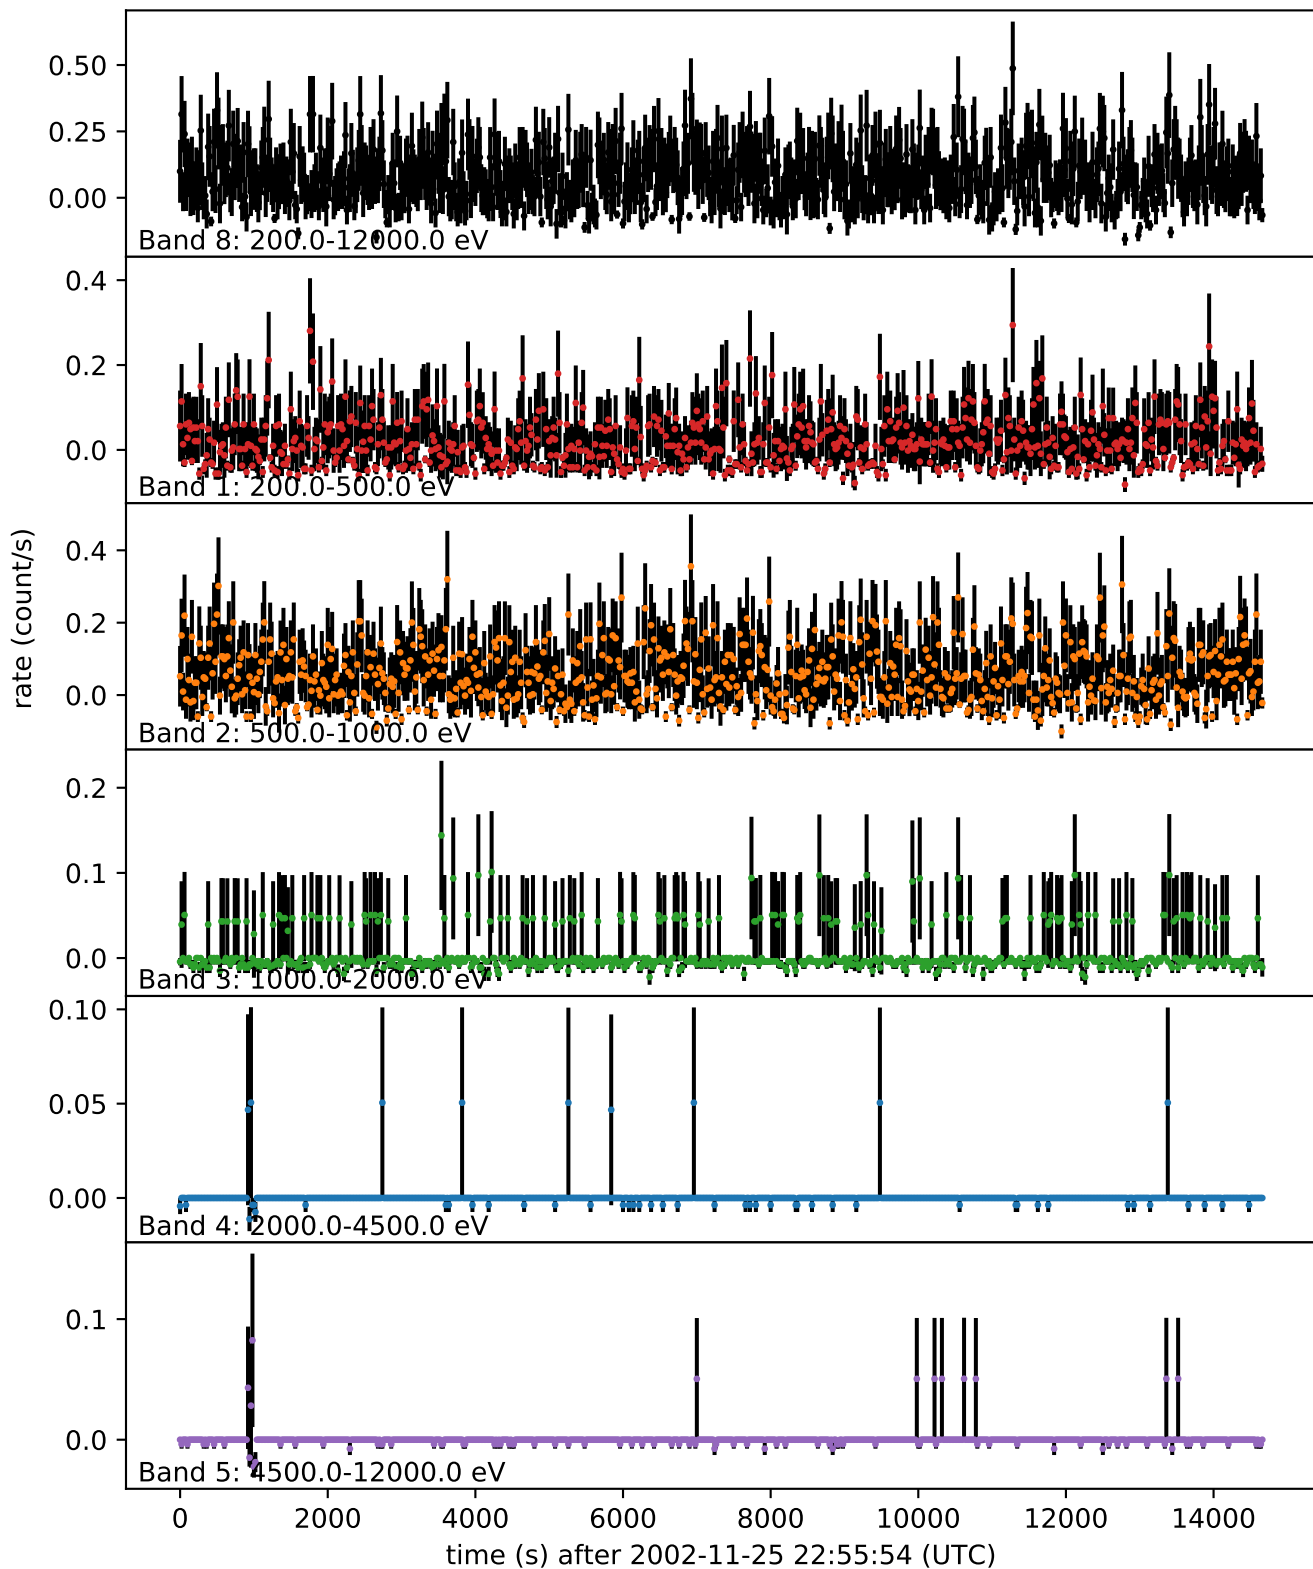 0.50
0.25
0.00
Band 8: 200.0-12000.0 eV
0.4
0.2
0.0
Band 1: 200.0-500.0 eV
0.4
0.2
0.0
Band 2: 500.0-1000.0 eV
rate (count/s)
0.2
0.1
0.0
Band 3: 1000.0-2000.0 eV
0.10
0.05
0.00
Band 4: 2000.0-4500.0 eV
0.1
0.0
Band 5: 4500.0-12000.0 eV
0 2000 4000 6000 8000 10000 12000 14000
time (s) after 2002-11-25 22:55:54 (UTC)